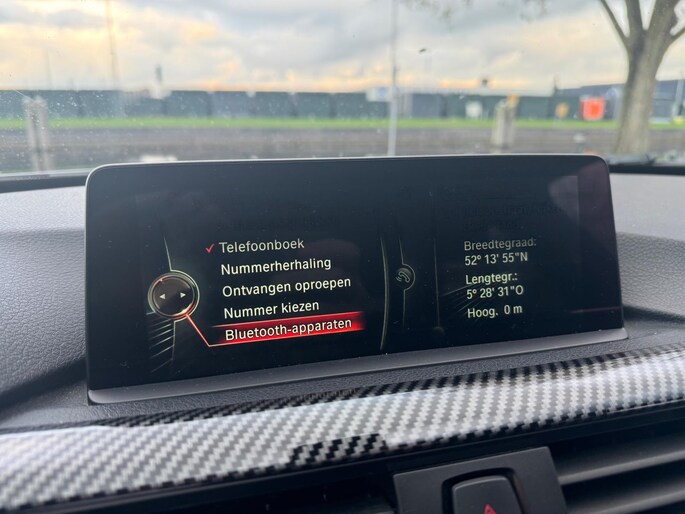 Telefoonboek
Nummerherhaling
Ontvangen oproepen
Nummer kiezen
Bluetooth-apparaten
Breedtegraad:
52° 13' 55"N
Lengtegr.:
5° 28' 31"O
Hoog. 0 m